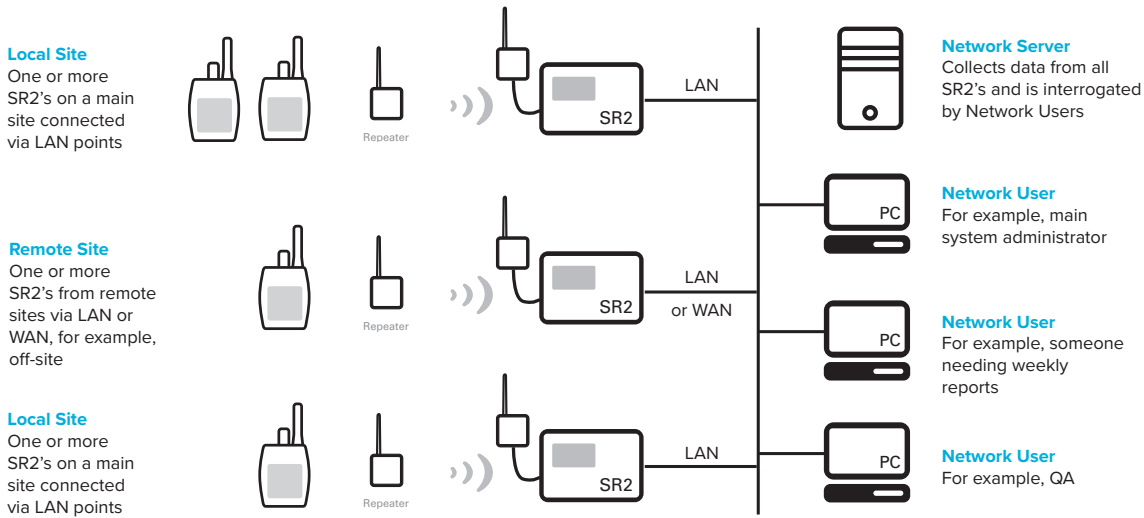 Local Site
One or more
SR2's on a main
site connected
via LAN points
Repeater
SR2
LAN
Network Server
Collects data from all
SR2's and is interrogated
by Network Users
PC
Network User
For example, main
system administrator
Remote Site
One or more
SR2's from remote
sites via LAN or
WAN, for example,
off-site
Repeater
SR2
LAN
or WAN
PC
Network User
For example, someone
needing weekly
reports
Local Site
One or more
SR2's on a main
site connected
via LAN points
Repeater
SR2
LAN
PC
Network User
For example, QA